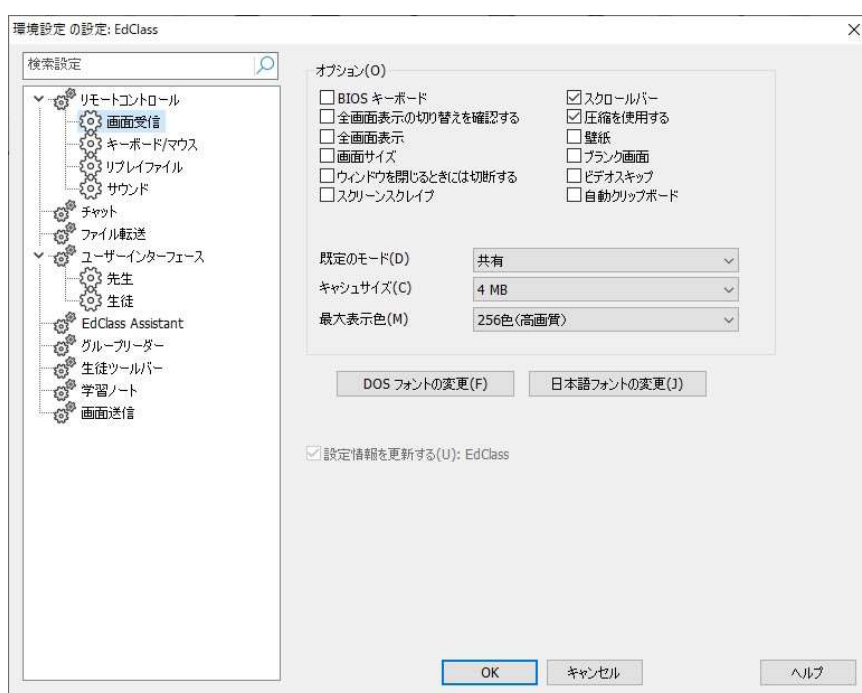 環境設定 の設定: EdClass
検索設定
リモートコントロール
画面受信
キーボード/マウス
リプレイファイル
サウンド
チャット
ファイル転送
ユーザーインターフェース
先生
生徒
EdClass Assistant
グループリーダー
生徒ツールバー
学習ノート
画面送信
オプション(O)
BIOS キーボード
全画面表示の切り替えを確認する
全画面表示
画面サイズ
ウィンドウを閉じるときには切断する
スクリーンスクレイプ
スクロールバー
圧縮を使用する
壁紙
ブランク画面
ビデオスキップ
自動クリップボード
既定のモード(D) 共有
キャシュサイズ(C) 4 MB
最大表示色(M) 256色(高画質)
DOS フォントの変更(F) 日本語フォントの変更(J)
設定情報を更新する(U): EdClass
OK キャンセル ヘルプ